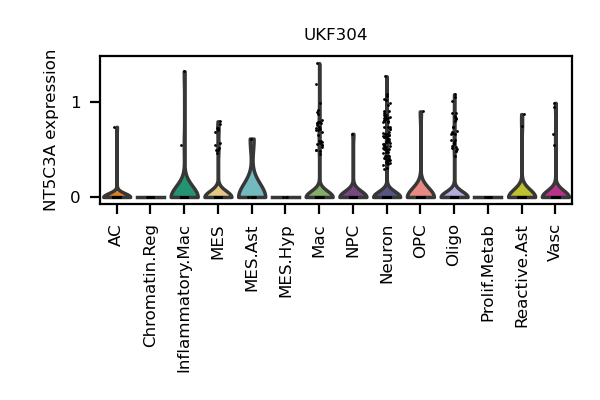 UKF304
NT5C3A expression
1
0
AC
Chromatin.Reg
Inflammatory.Mac
MES
MES.Ast
MES.Hyp
Mac
NPC
Neuron
OPC
Oligo
Prolif.Metab
Reactive.Ast
Vasc